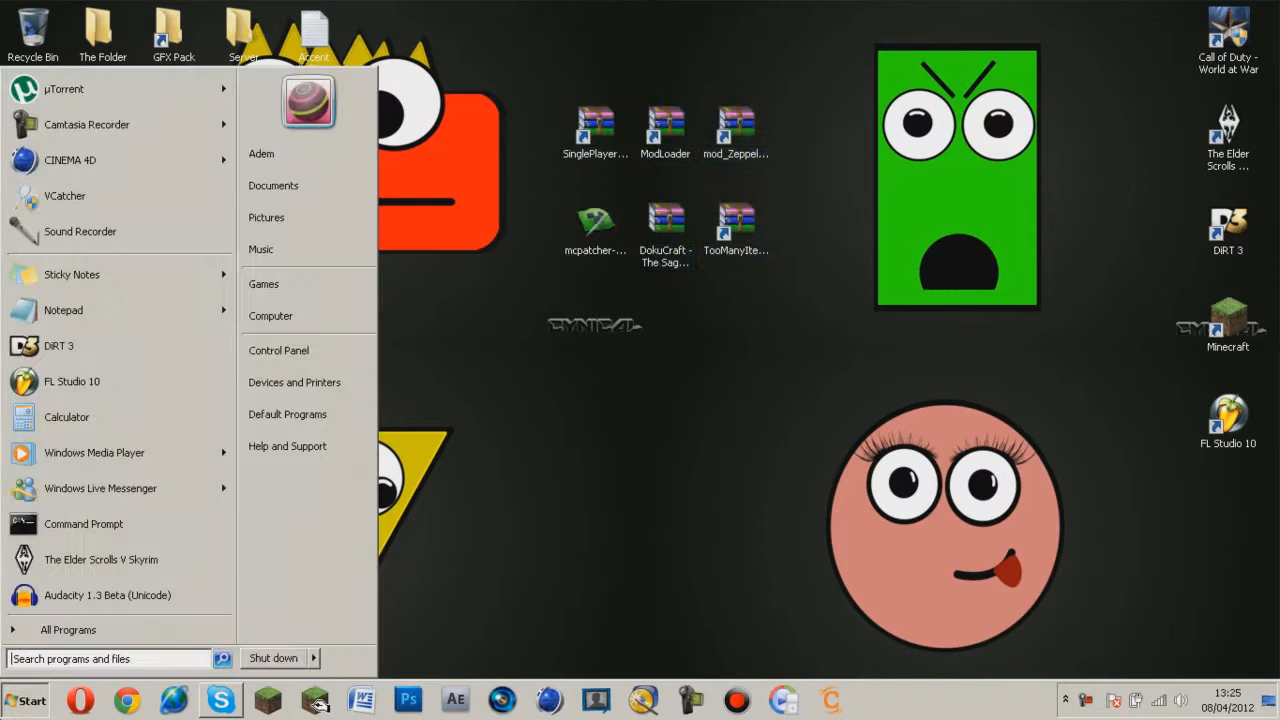 Recycle Bin
The Folder
GFX Pack
Server
Accent
Call of Duty -
World at War
µTorrent
Camtasia Recorder
CINEMA 4D
VCatcher
Sound Recorder
Sticky Notes
Notepad
DiRT 3
FL Studio 10
Calculator
Windows Media Player
Windows Live Messenger
Command Prompt
The Elder Scrolls V Skyrim
Audacity 1.3 Beta (Unicode)
All Programs
Search programs and files
Adem
Documents
Pictures
Music
Games
Computer
Control Panel
Devices and Printers
Default Programs
Help and Support
Shut down
SinglePlayer...
ModLoader
mod_Zeppel...
mcpatcher-...
DokuCraft -
The Sag...
TooManyIte...
CYNICAL
The Elder
Scrolls ...
DiRT 3
CYNICAL
Minecraft
FL Studio 10
Start
Ps
AE
13:25
08/04/2012